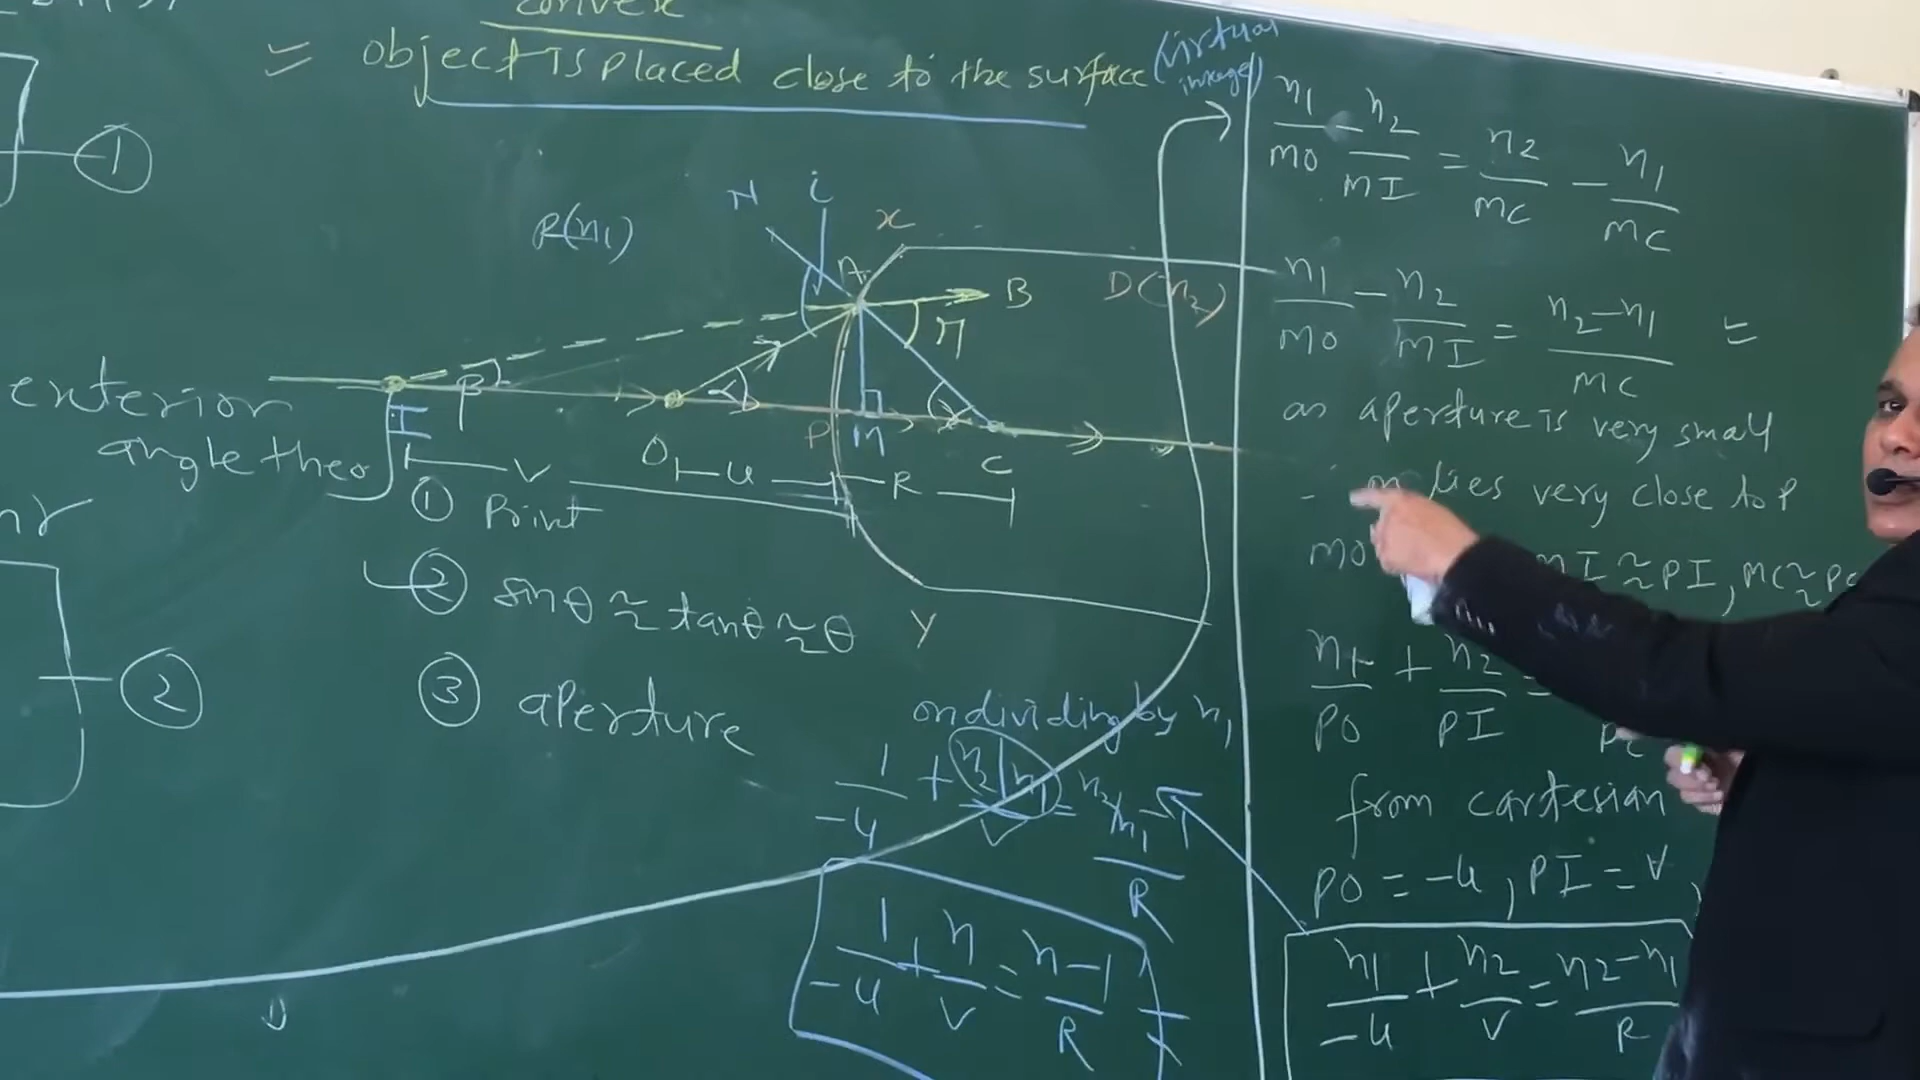 convex
= object is placed close to the surface (virtual
image)
①
R(n1)
N
i
x
A
B
D(n2)
r
exterior
angle theo
I
β
α
O
P
M
C
v
u
R
① Point
② sinθ ≈ tanθ ≈ θ
③ aperture
y
②
on dividing by n1
1/-u + n2/n1/v = n2/n1-1/R
1/-u + n/v = n-1/R
n1/MO - n2/MI = n2/MC - n1/MC
n1/MO - n2/MI = n2-n1/MC =
as aperture is very small
lies very close to P
MO MI≈PI, MC≈PC
n1/PO + n2/PI = PC
from cartesian
PO = -u, PI = v
n1/-u + n2/v = n2-n1/R